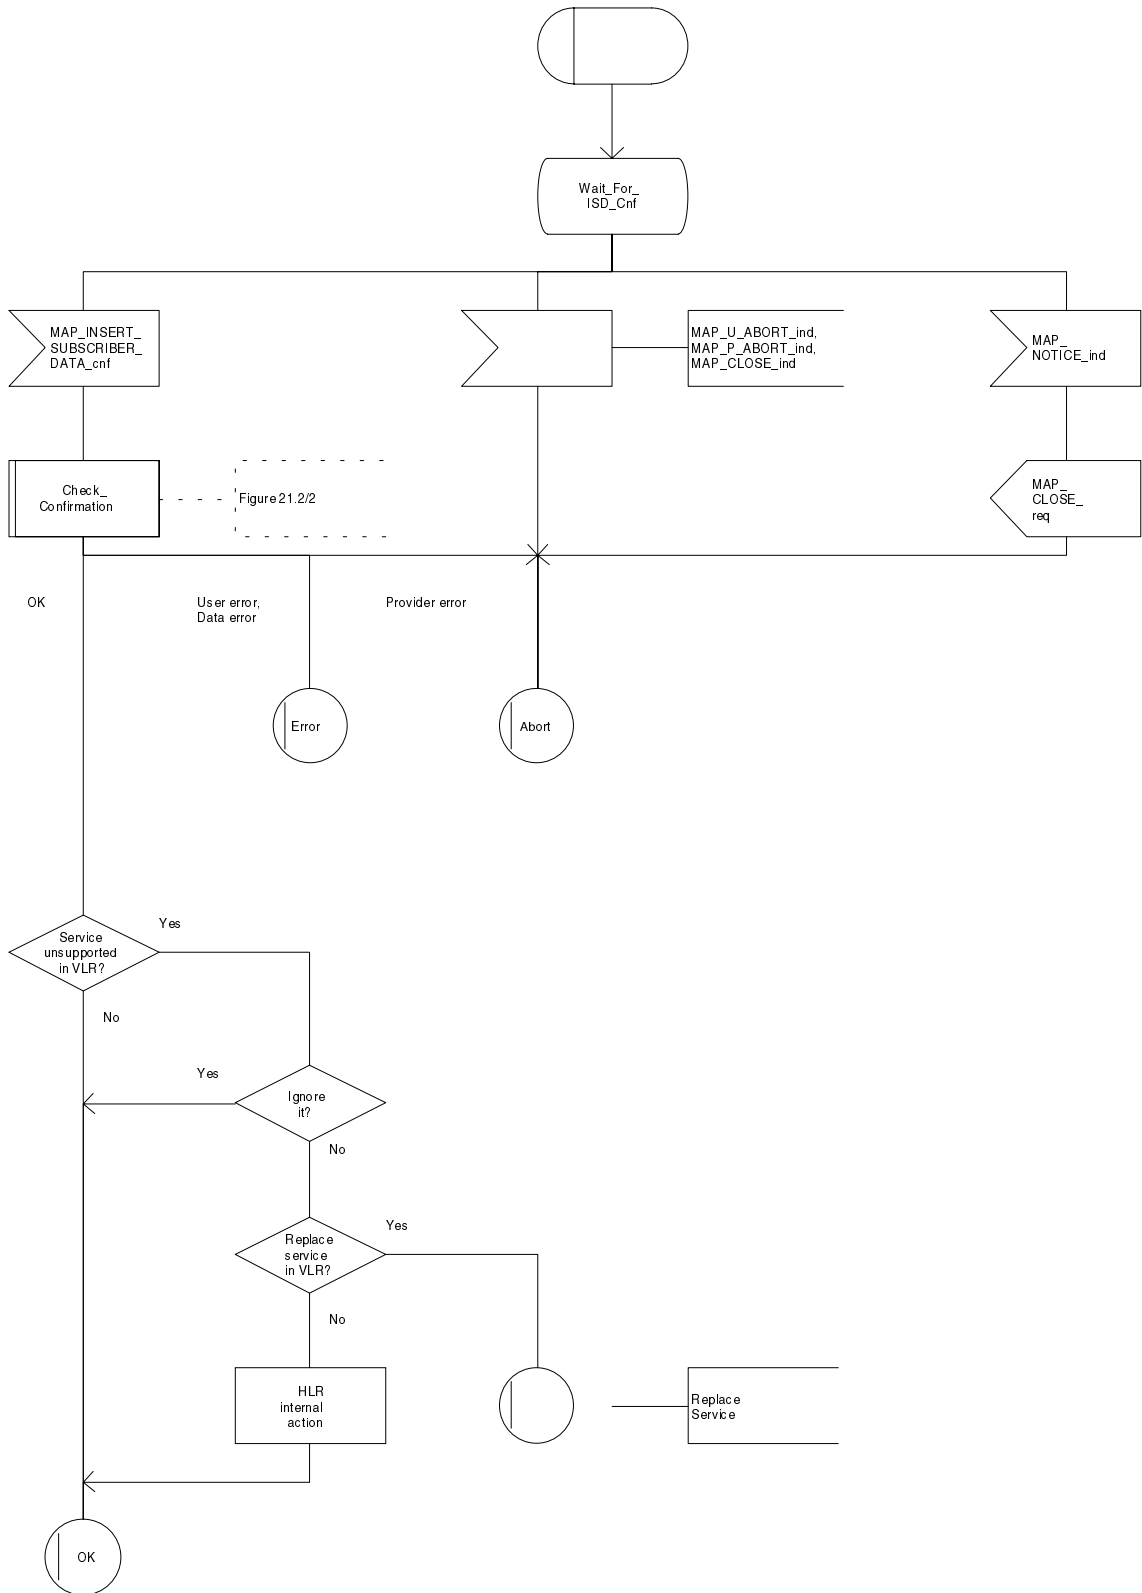 Wait_For_
ISD_Cnf
MAP_INSERT_
SUBSCRIBER_
DATA_cnf
MAP_U_ABORT_ind,
MAP_P_ABORT_ind,
MAP_CLOSE_ind
MAP_
NOTICE_ind
Check_
Confirmation
Figure 21.2/2
MAP_
CLOSE_
req
OK
User error,
Data error
Provider error
Error
Abort
Service
unsupported
in VLR?
Yes
No
Yes
Ignore
it?
No
Replace
service
in VLR?
Yes
No
HLR
internal
action
Replace
Service
OK